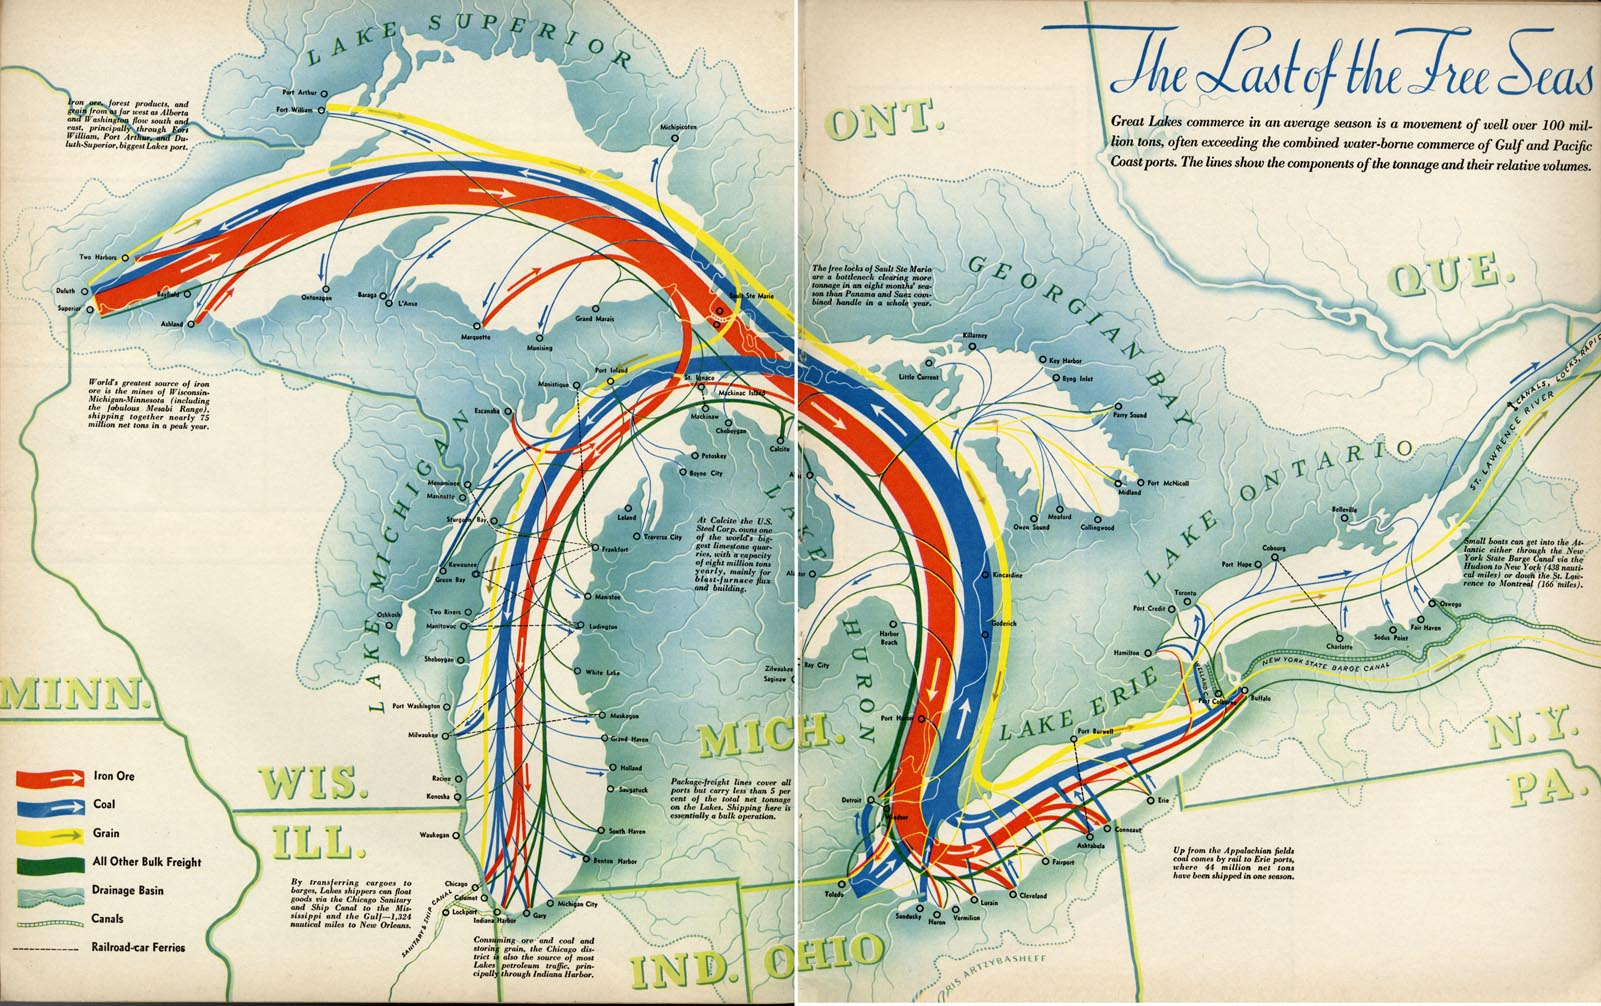 The Last of the Free Seas
Great Lakes commerce in an average season is a movement of well over 100 mil-
lion tons, often exceeding the combined water-borne commerce of Gulf and Pacific
Coast ports. The lines show the components of the tonnage and their relative volumes.
LAKE SUPERIOR
Iron ore, forest products, and
grain from as far west as Alberta
and Washington flow south and
east, principally through Fort
William, Port Arthur, and Du-
luth-Superior, biggest Lakes port.
Port Arthur
Fort William
Michipicoten
ONT.
QUE.
Two Harbors
Duluth
Superior
Bayfield
Ashland
Ontonagon
Baraga
L'Anse
Marquette
Munising
Grand Marais
Sault Ste Marie
The free locks of Sault Ste Marie
are a bottleneck clearing more
tonnage in an eight months' sea-
son than Panama and Suez com-
bined handle in a whole year.
GEORGIAN BAY
Killarney
Little Current
Key Harbor
Byng Inlet
Parry Sound
Port McNicoll
Midland
Collingwood
Meaford
Owen Sound
World's greatest source of iron
ore is the mines of Wisconsin-
Michigan-Minnesota (including
the fabulous Mesabi Range),
shipping together nearly 75
million net tons in a peak year.
Manistique
Port Inland
St. Ignace
Mackinac Island
Mackinaw
Cheboygan
Calcite
Escanaba
Petoskey
Boyne City
Menominee
Marinette
Sturgeon Bay
Leland
Traverse City
Frankfort
Kewaunee
Green Bay
Manistee
Two Rivers
Manitowoc
Ludington
Oshkosh
Sheboygan
White Lake
Port Washington
Muskegon
Milwaukee
Grand Haven
Holland
Racine
Saugatuck
Kenosha
Waukegan
South Haven
Benton Harbor
Chicago
Calumet
Lockport
Indiana Harbor
Gary
Michigan City
SANITARY & SHIP CANAL
LAKE MICHIGAN
At Calcite the U.S.
Steel Corp. owns one
of the world's big-
gest limestone quar-
ries, with a capacity
of eight million tons
yearly, mainly for
blast-furnace flux
and building.
LAKE HURON
Harbor
Beach
Bay City
Zilwaukee
Saginaw
Kincardine
Goderich
MICH.
Package-freight lines cover all
ports but carry less than 5 per
cent of the total net tonnage
on the Lakes. Shipping here is
essentially a bulk operation.
Port Huron
Detroit
Windsor
Toledo
Sandusky
Huron
Vermilion
Lorain
Cleveland
Fairport
Ashtabula
Conneaut
Erie
Port Burwell
LAKE ERIE
Port Colborne
Buffalo
WELLAND CANAL
Hamilton
Port Credit
Toronto
Port Hope
Cobourg
Belleville
LAKE ONTARIO
Charlotte
Sodus Point
Fair Haven
Oswego
NEW YORK STATE BARGE CANAL
ST. LAWRENCE RIVER
Small boats can get into the At-
lantic either through the New
York State Barge Canal via the
Hudson to New York (438 nauti-
cal miles) or down the St. Law-
rence to Montreal (166 miles).
N.Y.
PA.
Up from the Appalachian fields
coal comes by rail to Erie ports,
where 44 million net tons
have been shipped in one season.
MINN.
WIS.
ILL.
IND.
OHIO
Iron Ore
Coal
Grain
All Other Bulk Freight
Drainage Basin
Canals
Railroad-car Ferries
By transferring cargoes to
barges, Lakes shippers can float
goods via the Chicago Sanitary
and Ship Canal to the Mis-
sissippi and the Gulf—1,324
nautical miles to New Orleans.
Consuming ore and coal and
storing grain, the Chicago dis-
trict is also the source of most
Lakes petroleum traffic, prin-
cipally through Indiana Harbor.